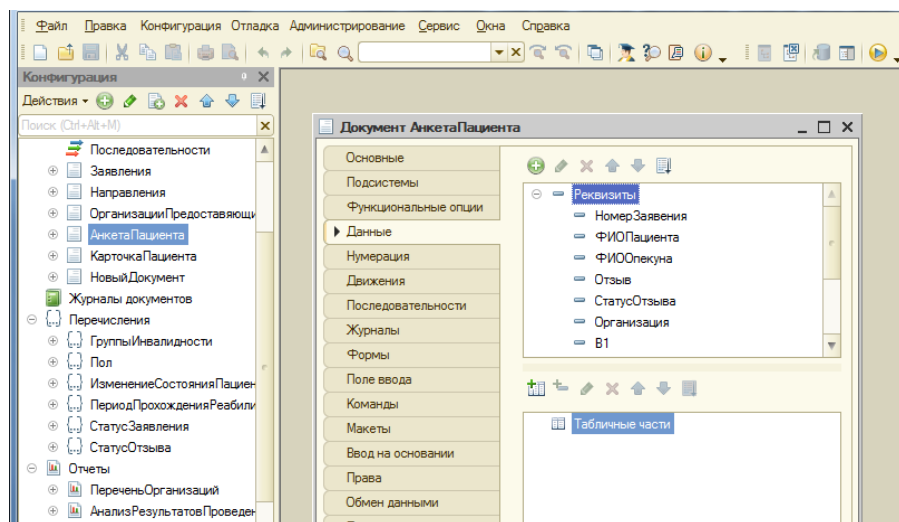 Файл Правка Конфигурация Отладка Администрирование Сервис Окна Справка
Конфигурация
Действия
Поиск (Ctrl+Alt+M)
Последовательности
Заявления
Направления
ОрганизацииПредоставляющи
АнкетаПациента
КарточкаПациента
НовыйДокумент
Журналы документов
Перечисления
ГруппыИнвалидности
Пол
ИзменениеСостоянияПациен
ПериодПрохожденияРеабили
СтатусЗаявления
СтатусОтзыва
Отчеты
ПереченьОрганизаций
АнализРезультатовПроведен
Документ АнкетаПациента
Основные
Подсистемы
Функциональные опции
Данные
Нумерация
Движения
Последовательности
Журналы
Формы
Поле ввода
Команды
Макеты
Ввод на основании
Права
Обмен данными
Реквизиты
НомерЗаявения
ФИОПациента
ФИООпекуна
Отзыв
СтатусОтзыва
Организация
В1
Табличные части